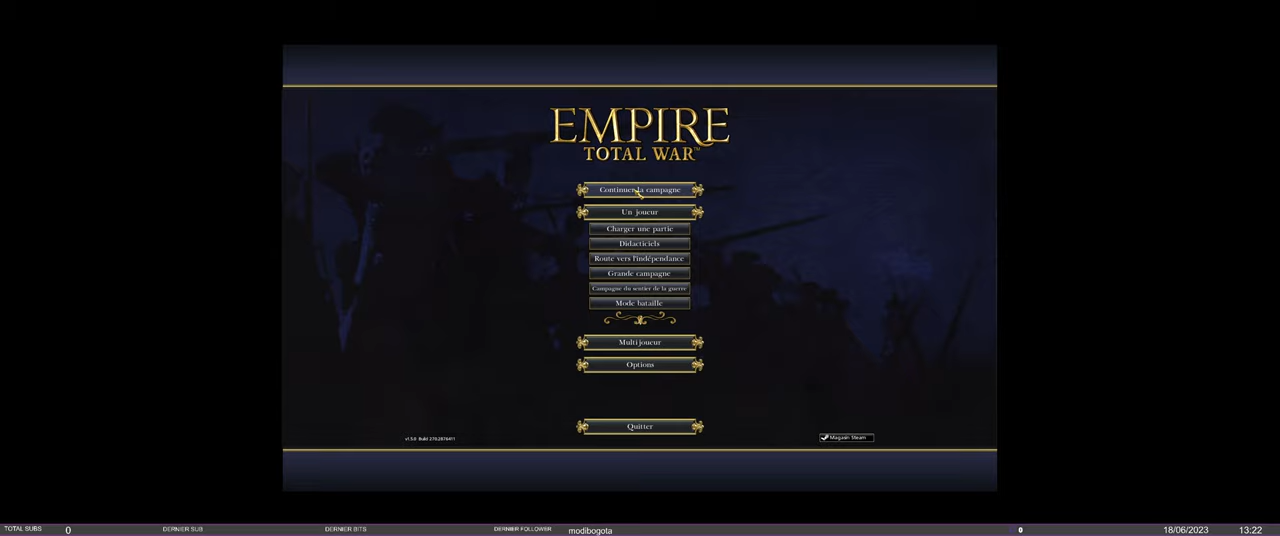 EMPIRE
TOTAL WAR™
Continuer la campagne
Un joueur
Charger une partie
Didacticiels
Route vers l'indépendance
Grande campagne
Campagne du sentier de la guerre
Mode bataille
Multijoueur
Options
Quitter
Magasin Steam
TOTAL SUBS 0 DERNIER SUB DERNIER BITS DERNIER FOLLOWER modibogota 0 18/06/2023 13:22